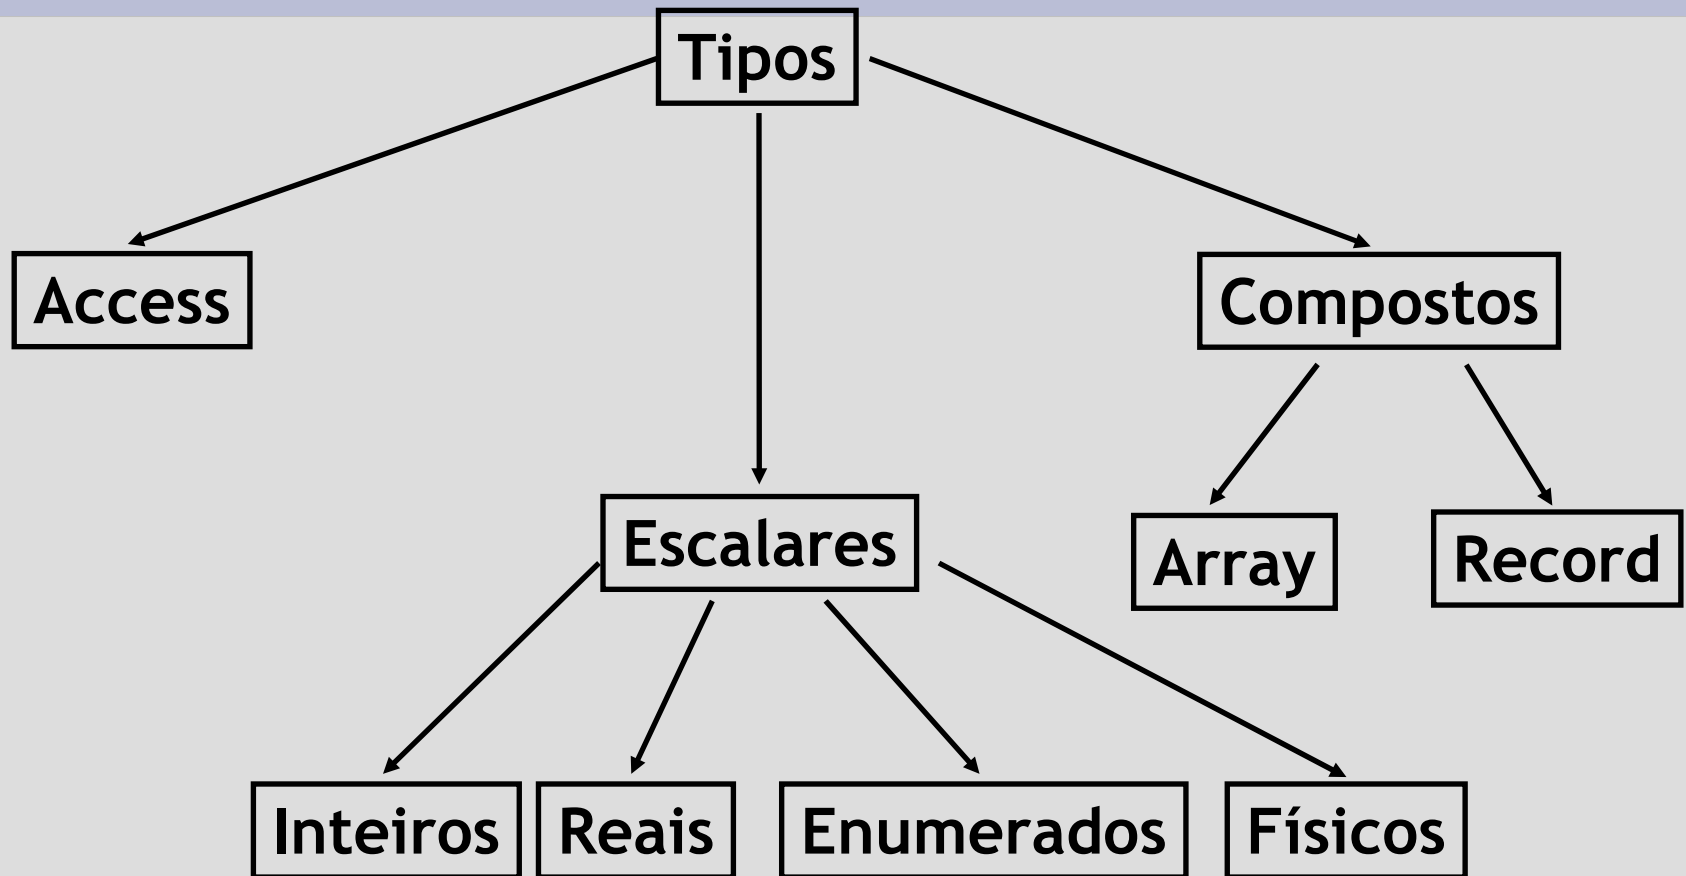 Tipos
Access
Compostos
Escalares
Array
Record
Inteiros
Reais
Enumerados
Físicos